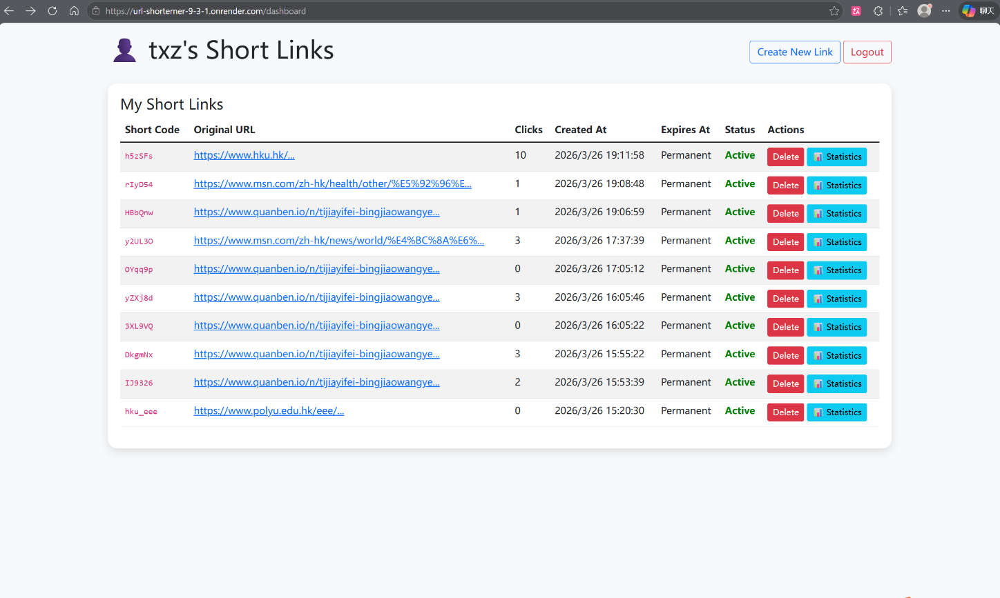 https://url-shorterner-9-3-1.onrender.com/dashboard
聊天
txz's Short Links
Create New Link
Logout
My Short Links
Short Code Original URL Clicks Created At Expires At Status Actions
h5zSFs https://www.hku.hk/... 10 2026/3/26 19:11:58 Permanent Active Delete Statistics
rIyD54 https://www.msn.com/zh-hk/health/other/%E5%92%96%E... 1 2026/3/26 19:08:48 Permanent Active Delete Statistics
HBbQnw https://www.quanben.io/n/tijiayifei-bingjiaowangye... 1 2026/3/26 19:06:59 Permanent Active Delete Statistics
y2UL3O https://www.msn.com/zh-hk/news/world/%E4%BC%8A%E6%... 3 2026/3/26 17:37:39 Permanent Active Delete Statistics
OYqq9p https://www.quanben.io/n/tijiayifei-bingjiaowangye... 0 2026/3/26 17:05:12 Permanent Active Delete Statistics
yZXj8d https://www.quanben.io/n/tijiayifei-bingjiaowangye... 3 2026/3/26 16:05:46 Permanent Active Delete Statistics
3XL9VQ https://www.quanben.io/n/tijiayifei-bingjiaowangye... 0 2026/3/26 16:05:22 Permanent Active Delete Statistics
DkgmNx https://www.quanben.io/n/tijiayifei-bingjiaowangye... 3 2026/3/26 15:55:22 Permanent Active Delete Statistics
IJ9326 https://www.quanben.io/n/tijiayifei-bingjiaowangye... 2 2026/3/26 15:53:39 Permanent Active Delete Statistics
hku_eee https://www.polyu.edu.hk/eee/... 0 2026/3/26 15:20:30 Permanent Active Delete Statistics